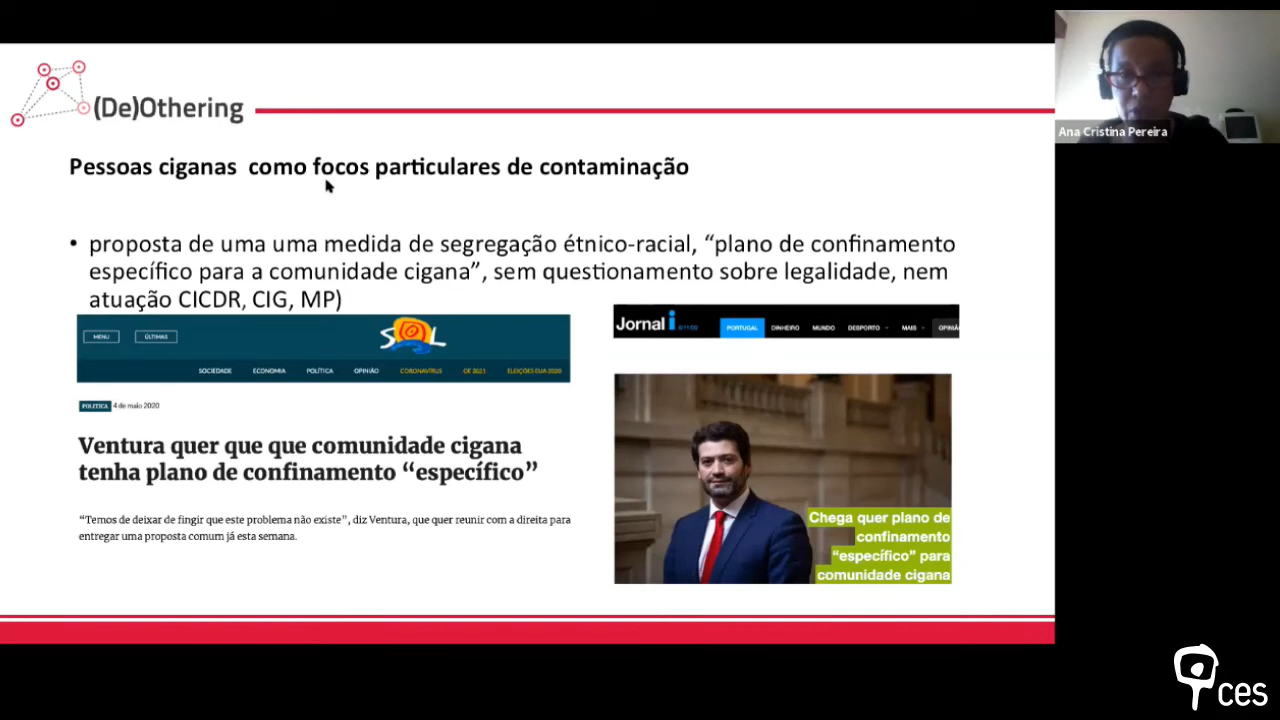 (De)Othering
Ana Cristina Pereira
Pessoas ciganas como focos particulares de contaminação
• proposta de uma uma medida de segregação étnico-racial, “plano de confinamento
específico para a comunidade cigana”, sem questionamento sobre legalidade, nem
atuação CICDR, CIG, MP)
MENU ÚLTIMAS SOL
SOCIEDADE ECONOMIA POLÍTICA OPINIÃO CORONAVÍRUS OE 2021 ELEIÇÕES EUA 2020
POLITICA 4 de maio 2020
Ventura quer que que comunidade cigana
tenha plano de confinamento “específico”
“Temos de deixar de fingir que este problema não existe”, diz Ventura, que quer reunir com a direita para
entregar uma proposta comum já esta semana.
Jornal i PORTUGAL DINHEIRO MUNDO DESPORTO MAIS OPINIÃ
Chega quer plano de
confinamento
“específico” para
comunidade cigana
ces